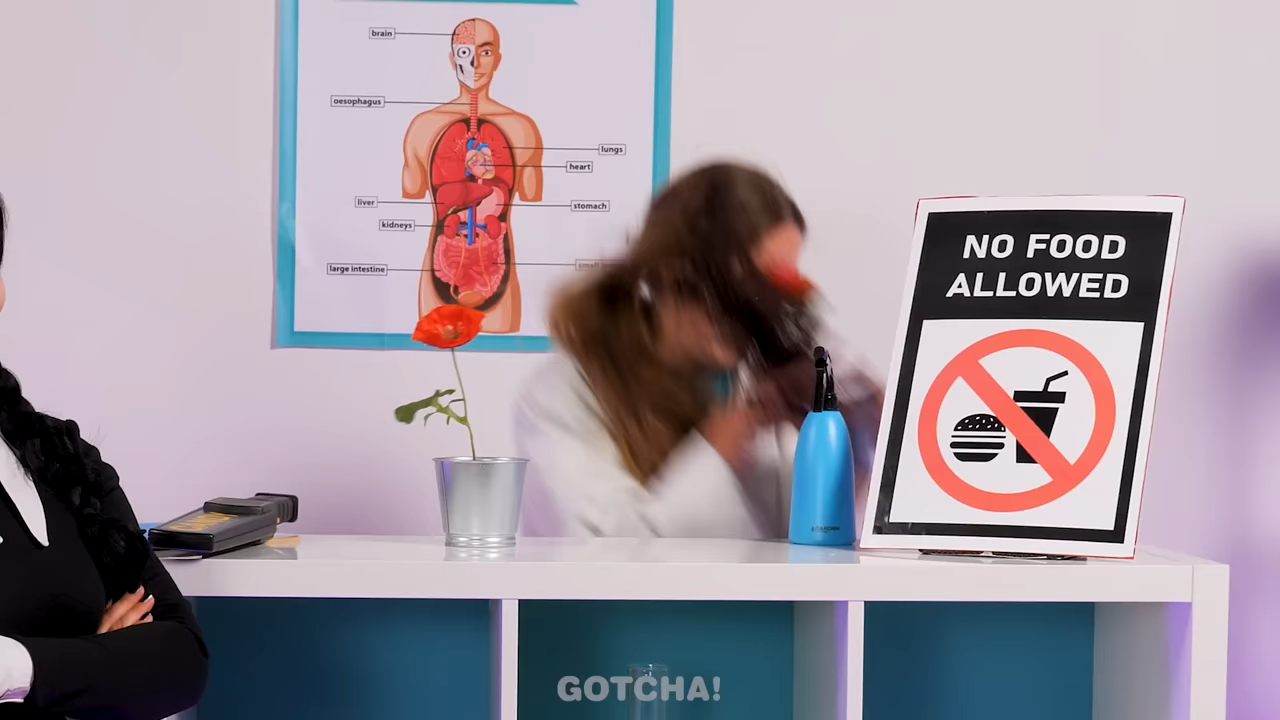 brain
oesophagus
lungs
heart
liver
stomach
kidneys
large intestine
NO FOOD
ALLOWED
GOTCHA!